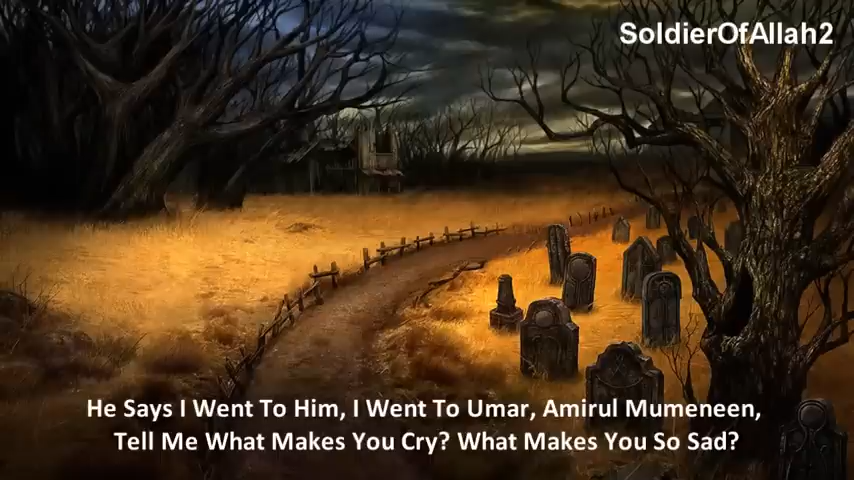 SoldierOfAllah2
He Says I Went To Him, I Went To Umar, Amirul Mumeneen,
Tell Me What Makes You Cry? What Makes You So Sad?